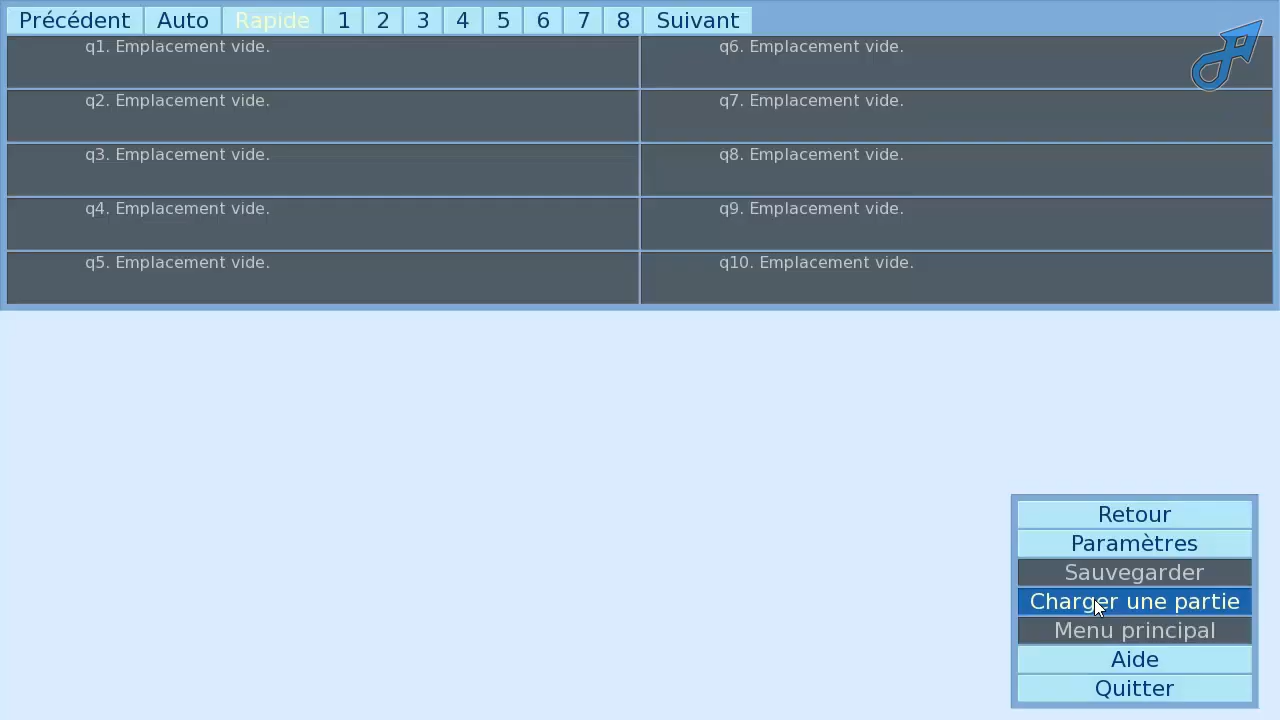 Précédent Auto Rapide 1 2 3 4 5 6 7 8 Suivant
q1. Emplacement vide.
q2. Emplacement vide.
q3. Emplacement vide.
q4. Emplacement vide.
q5. Emplacement vide.
q6. Emplacement vide.
q7. Emplacement vide.
q8. Emplacement vide.
q9. Emplacement vide.
q10. Emplacement vide.
Retour
Paramètres
Sauvegarder
Charger une partie
Menu principal
Aide
Quitter